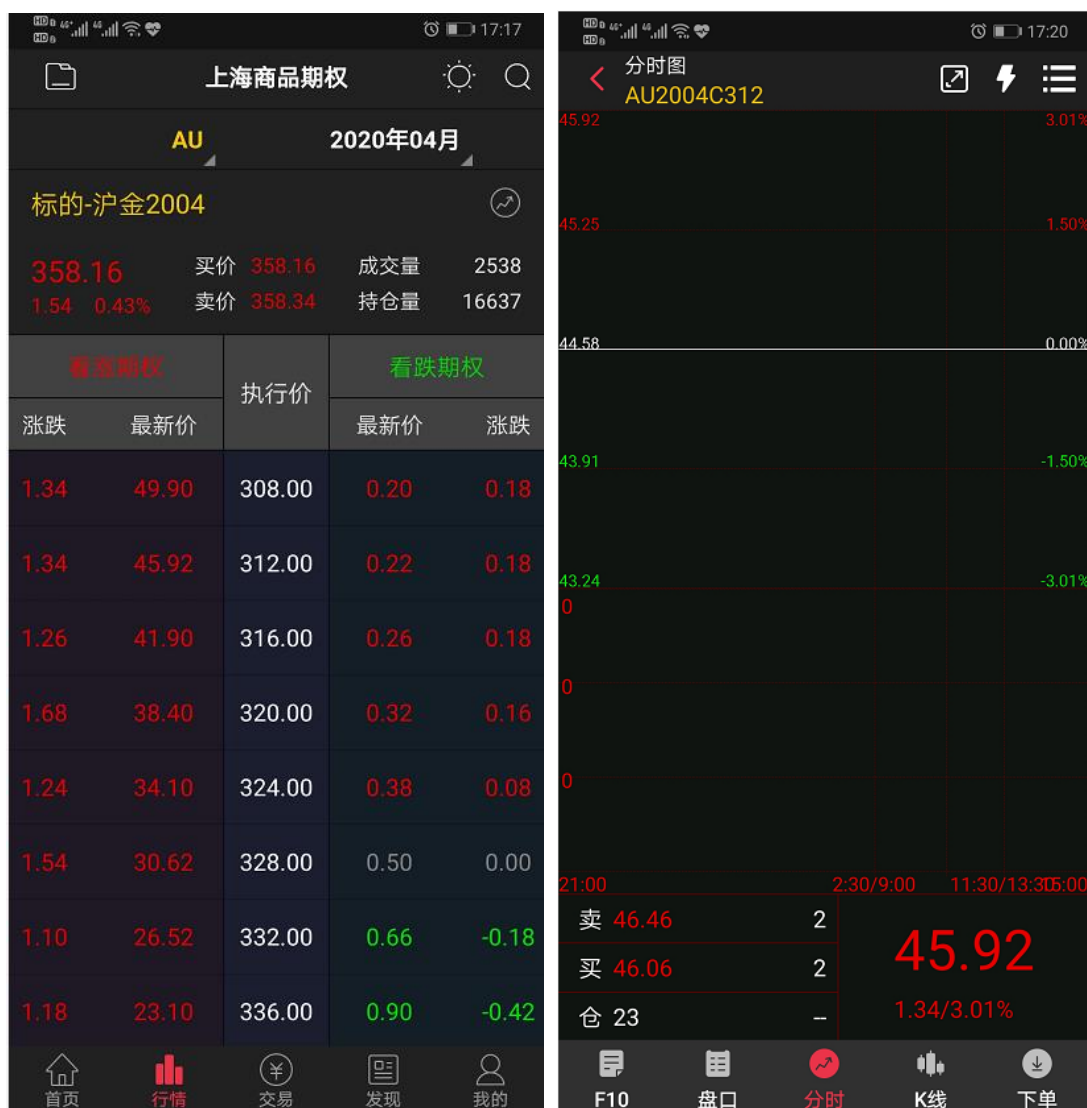 17:17
上海商品期权
AU 2020年04月
标的-沪金2004
358.16 买价 358.16 成交量 2538
1.54 0.43% 卖价 358.34 持仓量 16637
看涨期权 执行价 看跌期权
涨跌 最新价 最新价 涨跌
1.34 49.90 308.00 0.20 0.18
1.34 45.92 312.00 0.22 0.18
1.26 41.90 316.00 0.26 0.18
1.68 38.40 320.00 0.32 0.16
1.24 34.10 324.00 0.38 0.08
1.54 30.62 328.00 0.50 0.00
1.10 26.52 332.00 0.66 -0.18
1.18 23.10 336.00 0.90 -0.42
首页 行情 交易 发现 我的
17:20
分时图
AU2004C312
45.92 3.01%
45.25 1.50%
44.58 0.00%
43.91 -1.50%
43.24 -3.01%
0
0
0
21:00 2:30/9:00 11:30/13:30 15:00
卖 46.46 2
买 46.06 2
仓 23 --
45.92
1.34/3.01%
F10 盘口 分时 K线 下单